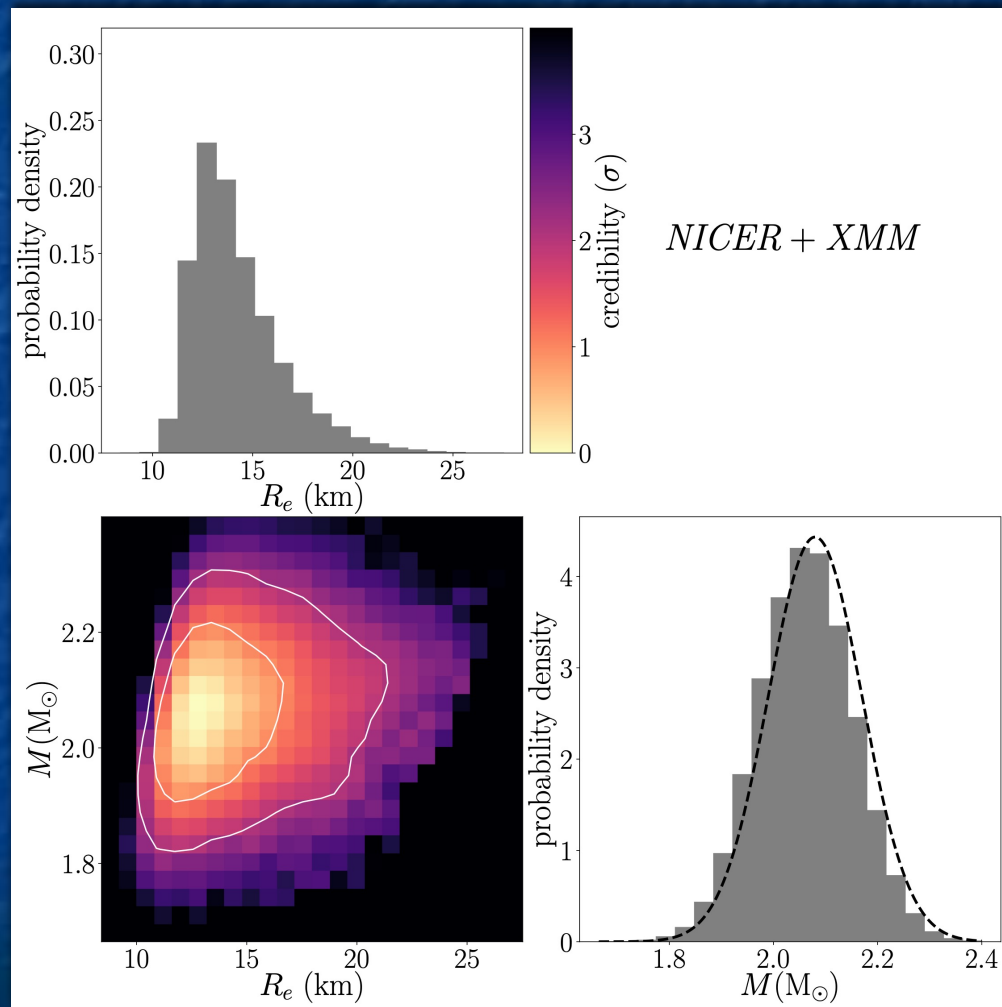 probability density
0.30
0.25
0.20
0.15
0.10
0.05
0.00
10 15 20 25
R_e (km)
3
2
1
0
credibility (σ)
NICER + XMM
M(M⊙)
2.2
2.0
1.8
10 15 20 25
R_e (km)
probability density
4
3
2
1
0
1.8 2.0 2.2 2.4
M(M⊙)